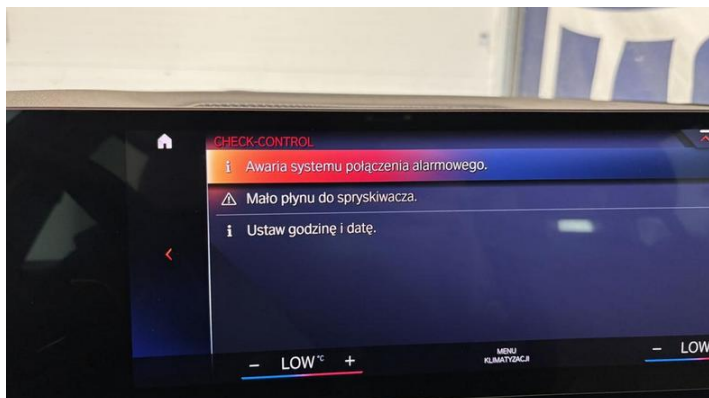 CHECK-CONTROL
i Awaria systemu połączenia alarmowego.
Mało płynu do spryskiwacza.
i Ustaw godzinę i datę.
- LOW °C +
MENU
KLIMATYZACJI
- LOW